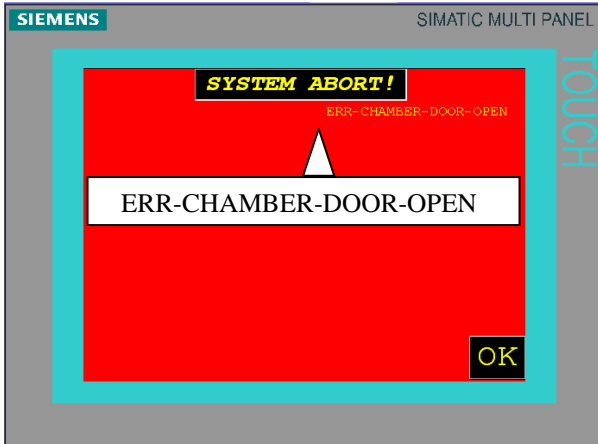 SIEMENS
SIMATIC MULTI PANEL
TOUCH
SYSTEM ABORT!
ERR-CHAMBER-DOOR-OPEN
ERR-CHAMBER-DOOR-OPEN
OK